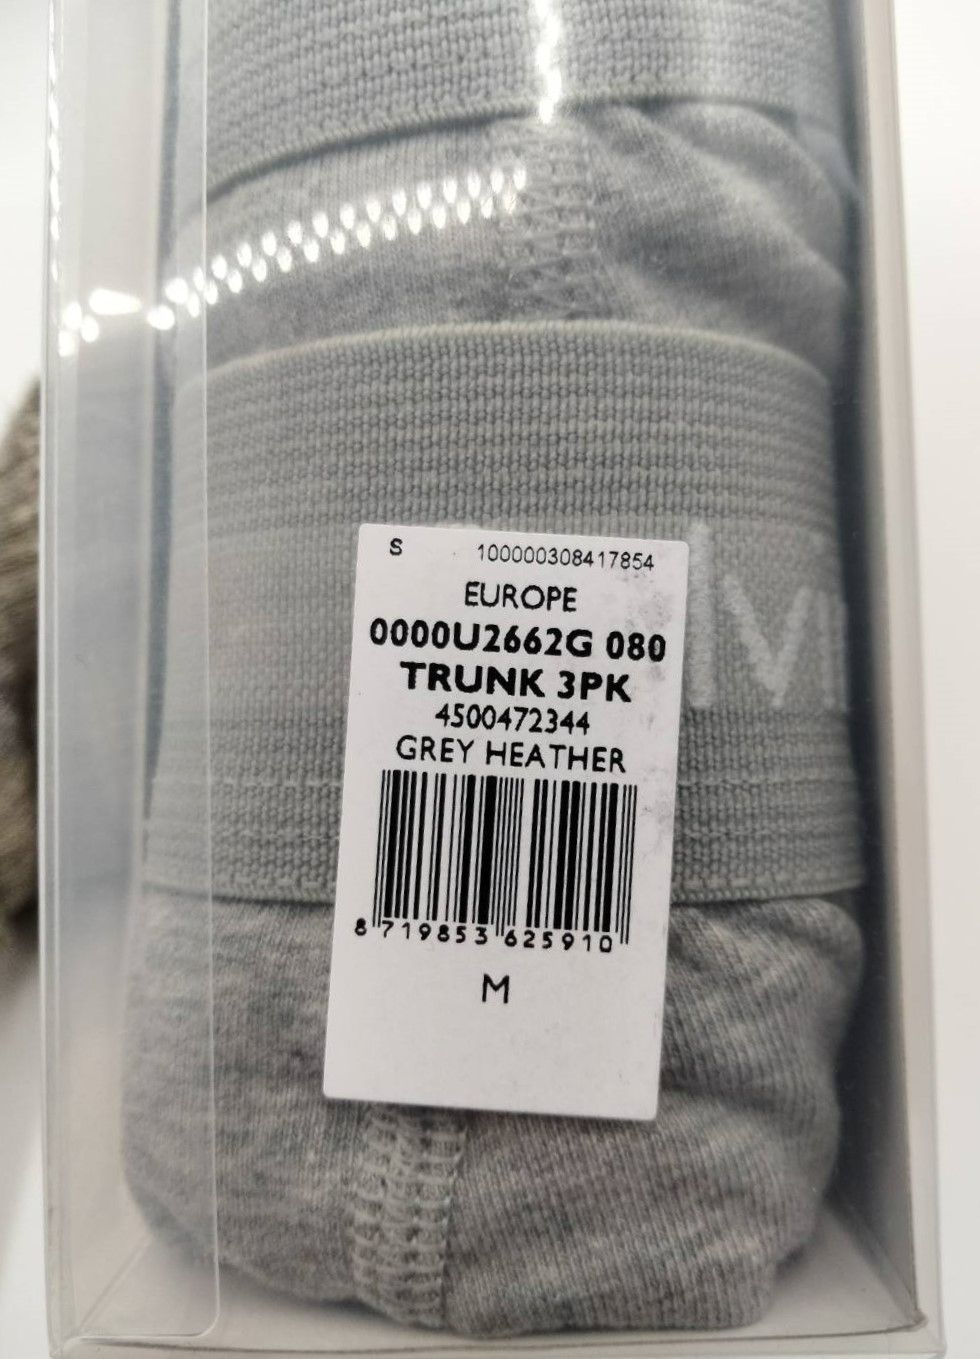 S 100000308417854
EUROPE
0000U2662G 080
TRUNK 3PK
4500472344
GREY HEATHER
8 719853 625910
M